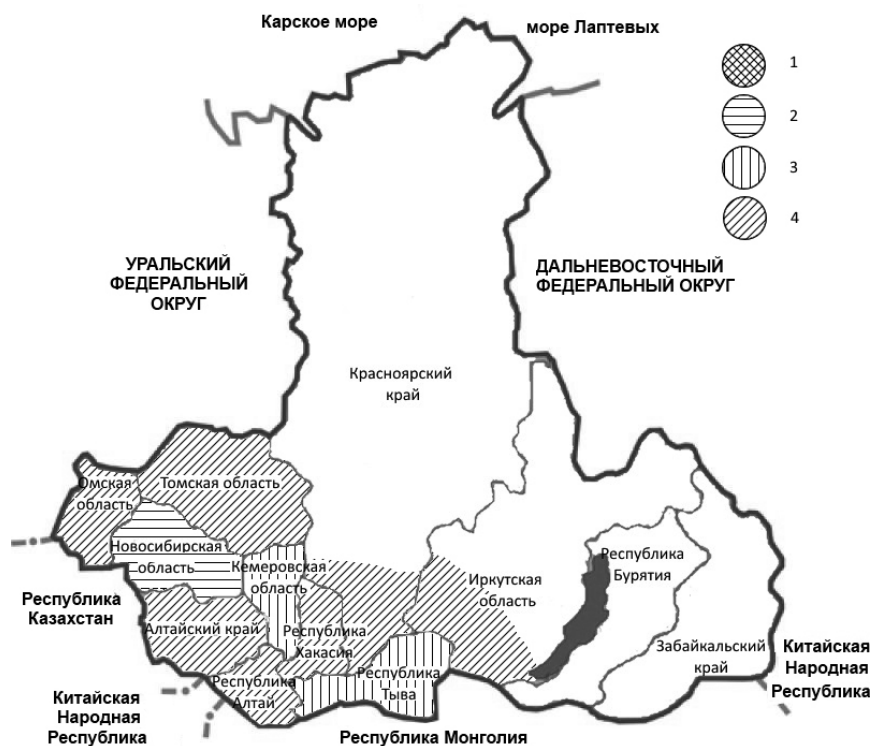 Карское море
море Лаптевых
1
2
3
4
УРАЛЬСКИЙ
ФЕДЕРАЛЬНЫЙ
ОКРУГ
ДАЛЬНЕВОСТОЧНЫЙ
ФЕДЕРАЛЬНЫЙ ОКРУГ
Красноярский
край
Омская
область
Томская область
Новосибирская
область
Кемеровская
область
Иркутская
область
Республика
Бурятия
Республика
Казахстан
Алтайский край
Республика
Хакасия
Забайкальский
край
Китайская
Народная
Республика
Республика
Алтай
Республика
Тыва
Китайская
Народная
Республика
Республика Монголия